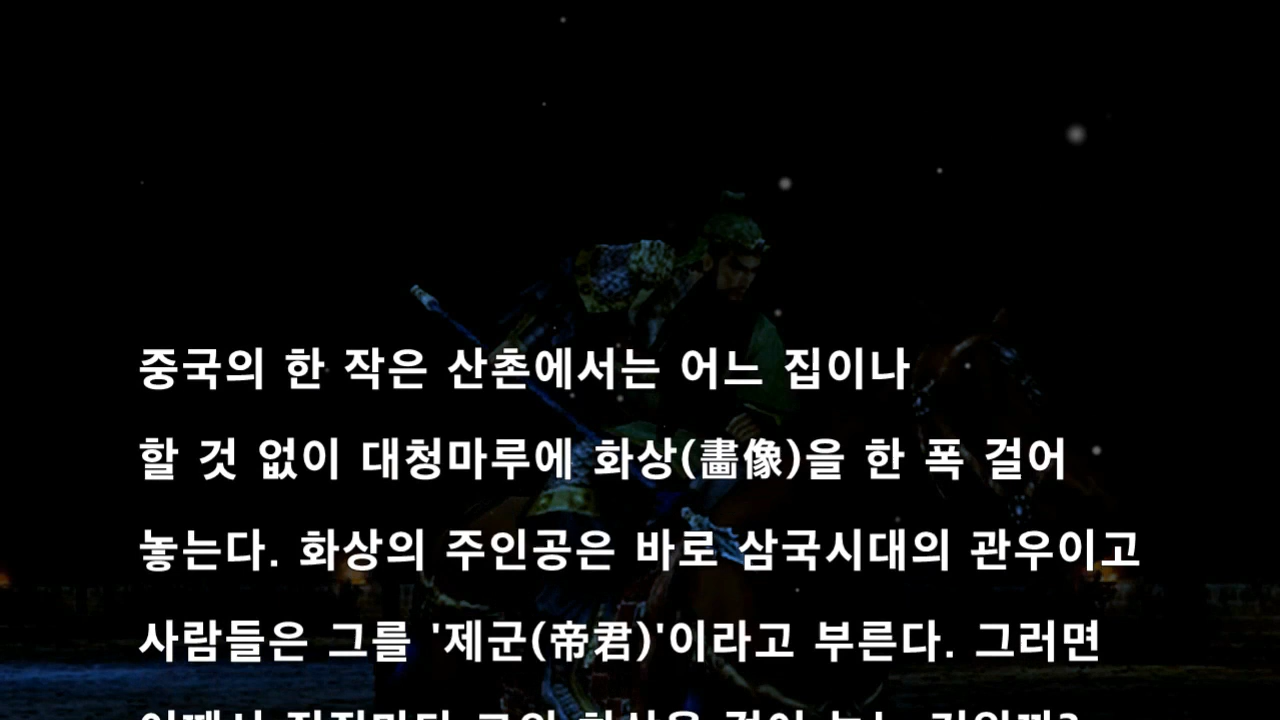 중국의 한 작은 산촌에서는 어느 집이나
할 것 없이 대청마루에 화상(畵像)을 한 폭 걸어
놓는다. 화상의 주인공은 바로 삼국시대의 관우이고
사람들은 그를 '제군(帝君)'이라고 부른다. 그러면